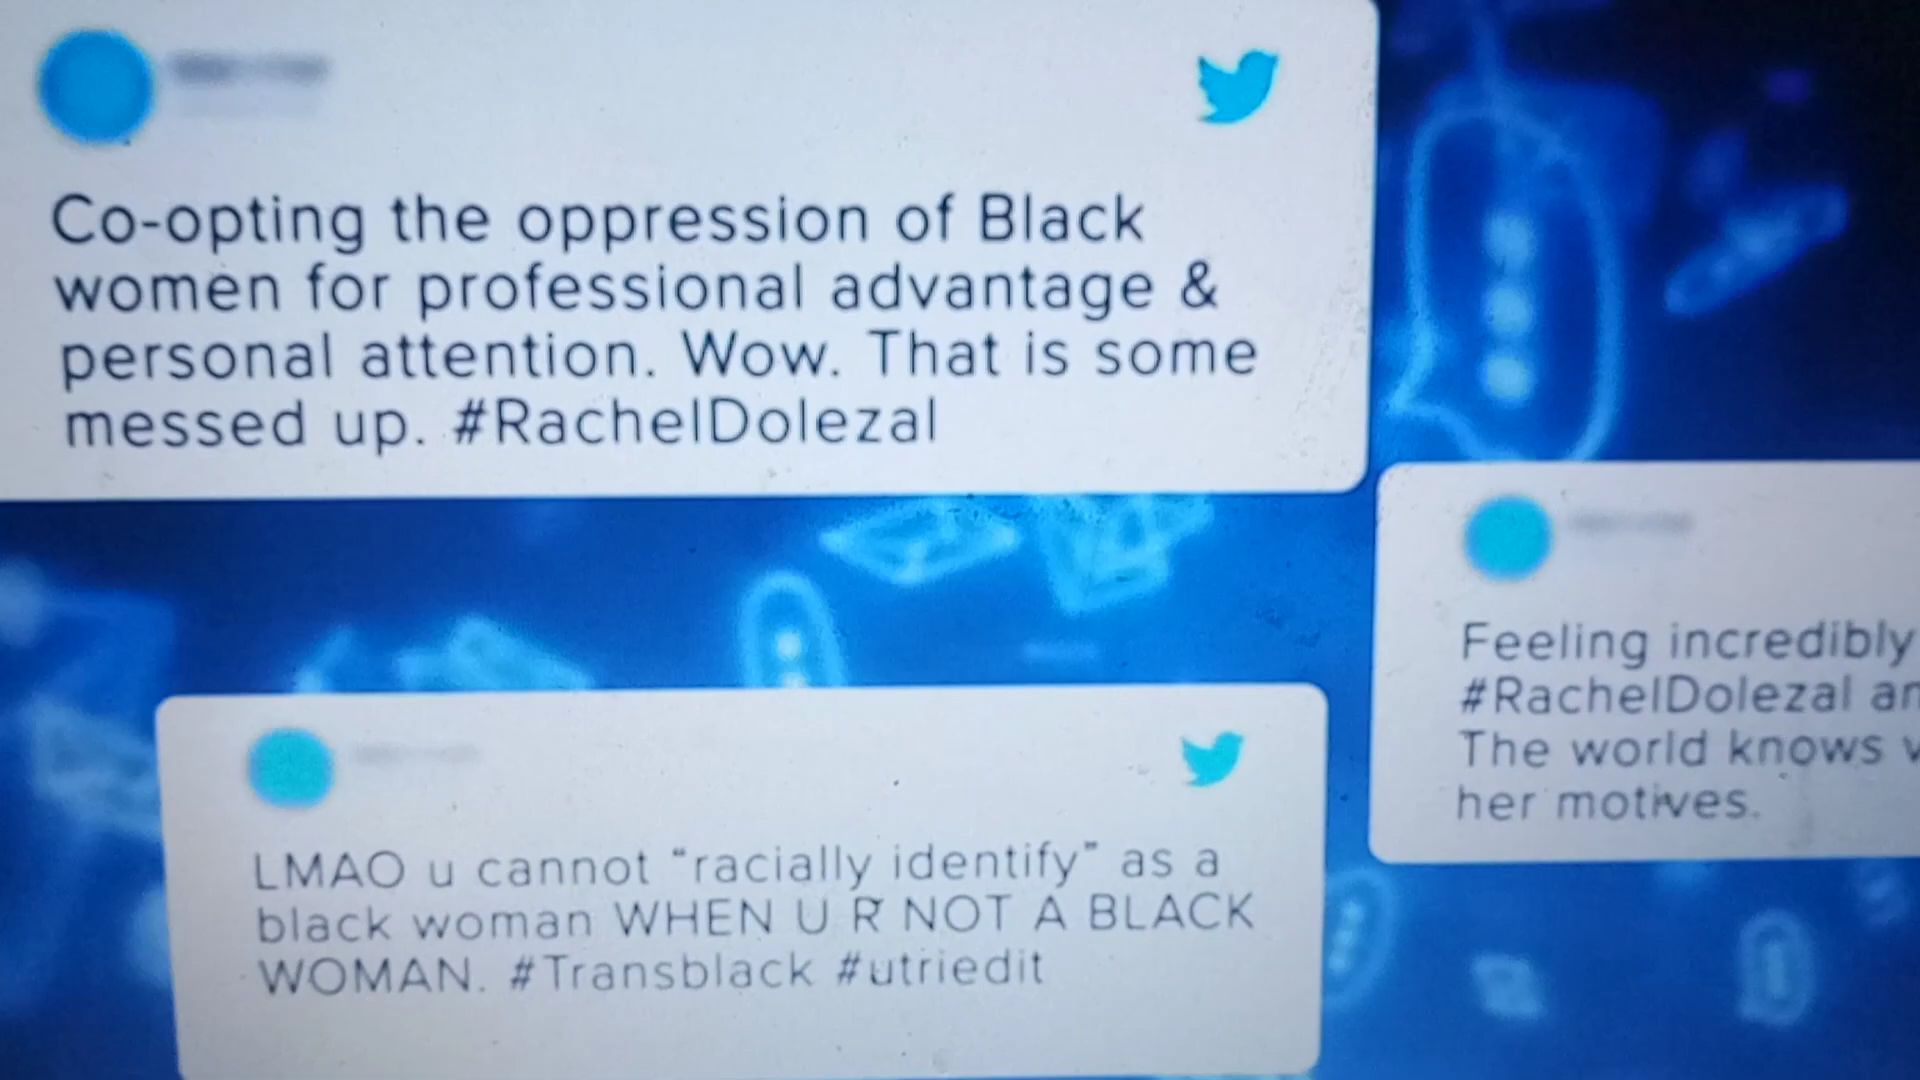 Co-opting the oppression of Black
women for professional advantage &
personal attention. Wow. That is some
messed up. #RachelDolezal
Feeling incredibly
#RachelDolezal
The world knows
her motives.
LMAO u cannot “racially identify” as a
black woman WHEN U R NOT A BLACK
WOMAN. #Transblack #utriedit